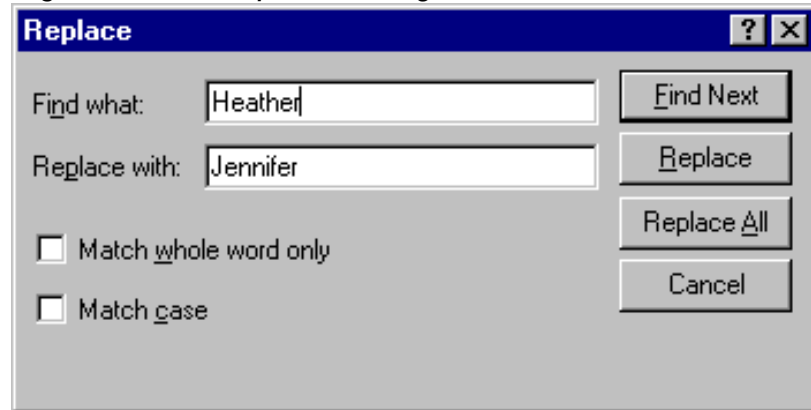 Replace
Find what: Heather
Find Next
Replace with: Jennifer
Replace
Replace All
Match whole word only
Cancel
Match case